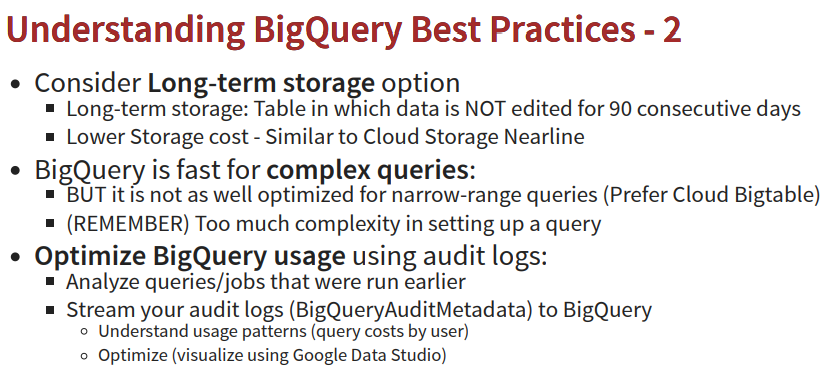 Understanding BigQuery Best Practices - 2
• Consider Long-term storage option
▪ Long-term storage: Table in which data is NOT edited for 90 consecutive days
▪ Lower Storage cost - Similar to Cloud Storage Nearline
• BigQuery is fast for complex queries:
▪ BUT it is not as well optimized for narrow-range queries (Prefer Cloud Bigtable)
▪ (REMEMBER) Too much complexity in setting up a query
• Optimize BigQuery usage using audit logs:
▪ Analyze queries/jobs that were run earlier
▪ Stream your audit logs (BigQueryAuditMetadata) to BigQuery
◦ Understand usage patterns (query costs by user)
◦ Optimize (visualize using Google Data Studio)